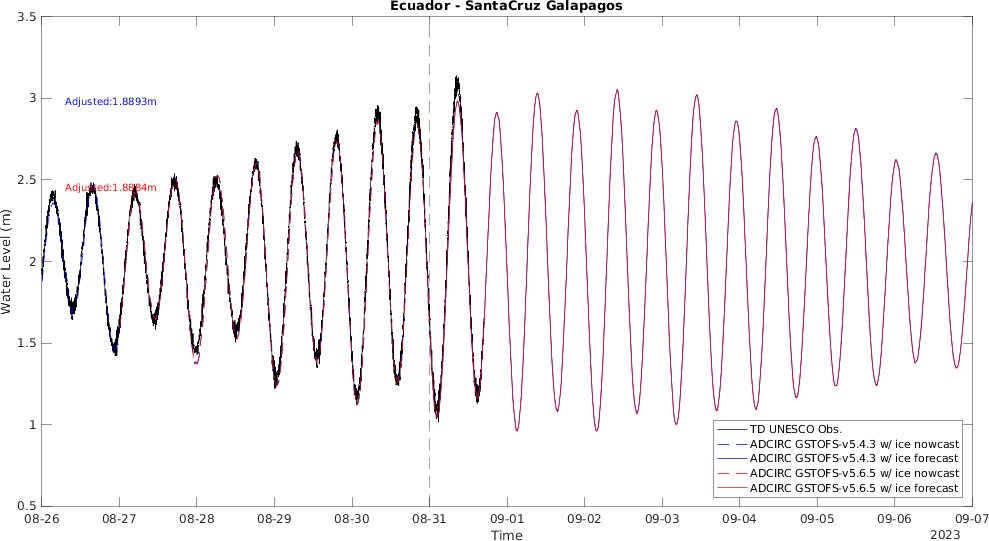 Ecuador - SantaCruz Galapagos
3.5
3
2.5
2
1.5
1
0.5
Water Level (m)
Adjusted:1.8893m
Adjusted:1.8884m
TD UNESCO Obs.
ADCIRC GSTOFS-v5.4.3 w/ ice nowcast
ADCIRC GSTOFS-v5.4.3 w/ ice forecast
ADCIRC GSTOFS-v5.6.5 w/ ice nowcast
ADCIRC GSTOFS-v5.6.5 w/ ice forecast
08-26 08-27 08-28 08-29 08-30 08-31 09-01 09-02 09-03 09-04 09-05 09-06 09-07
Time
2023